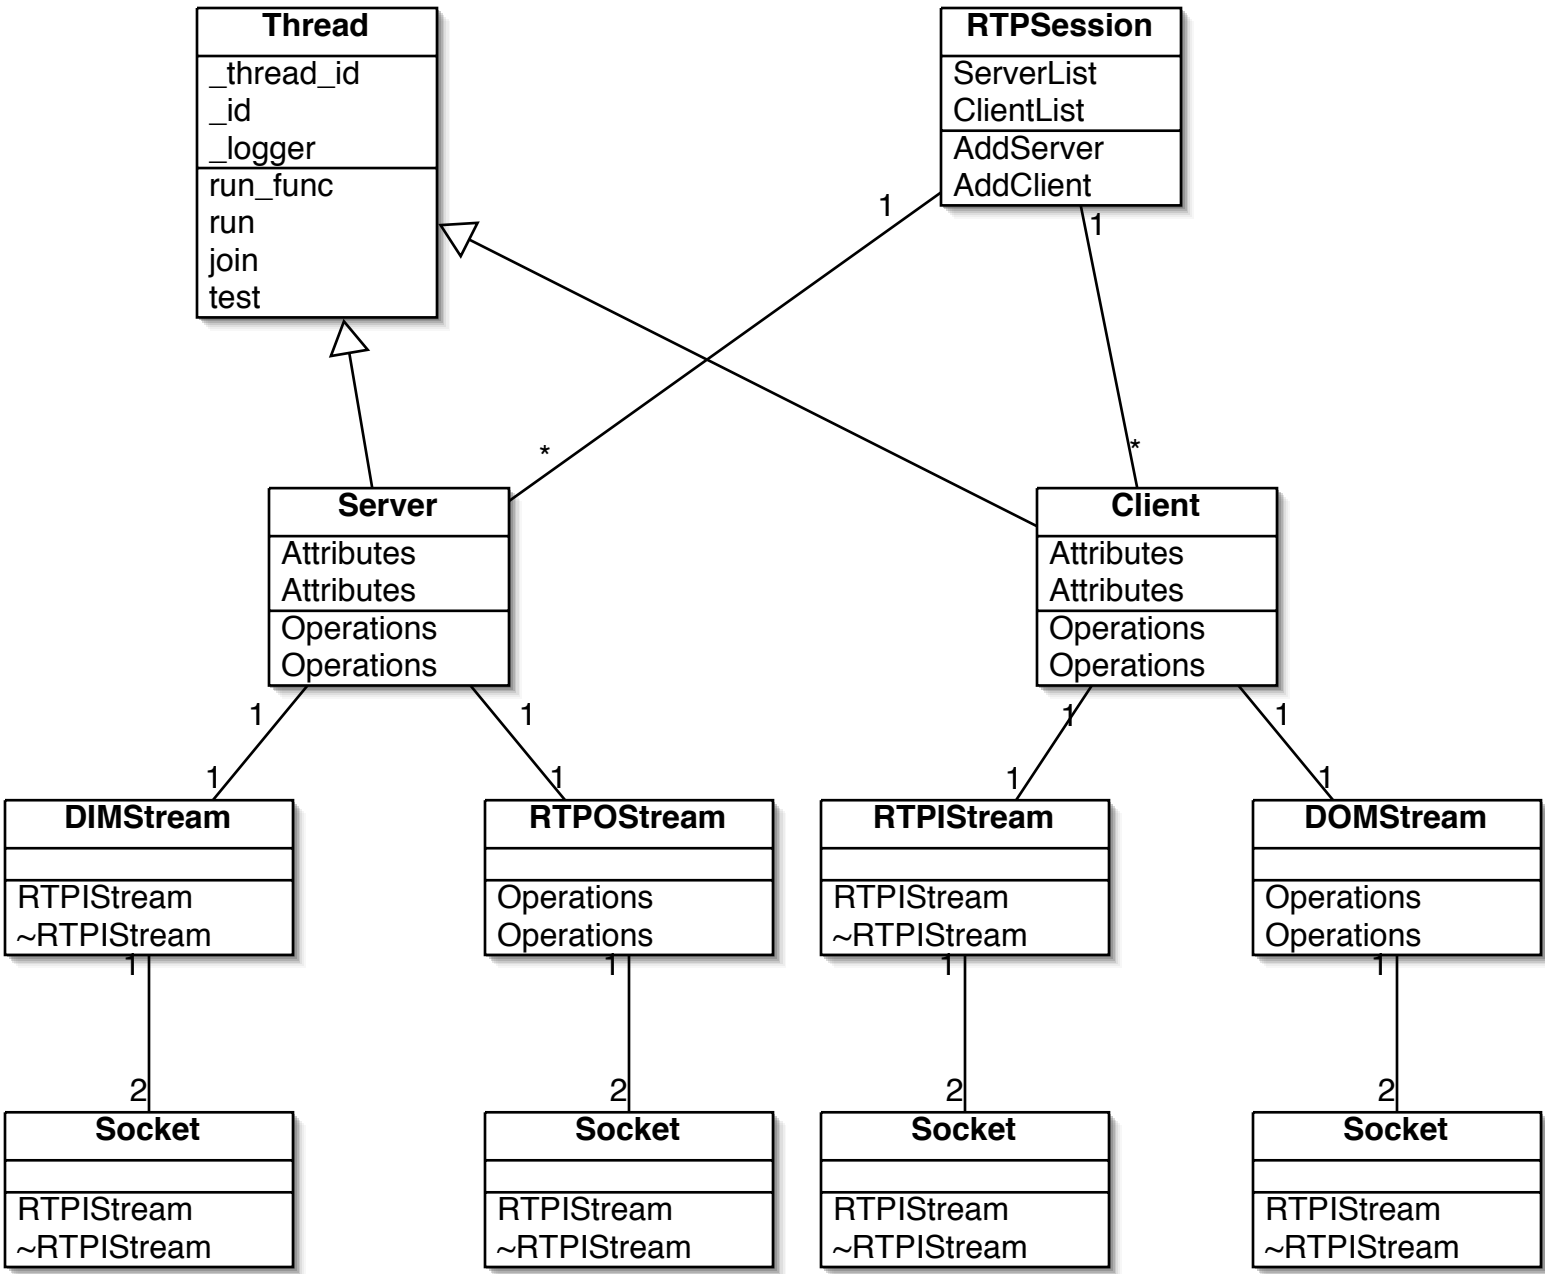 Thread
_thread_id
_id
_logger
run_func
run
join
test
RTPSession
ServerList
ClientList
AddServer
AddClient
1
1
*
*
Server
Attributes
Attributes
Operations
Operations
Client
Attributes
Attributes
Operations
Operations
1
1
1
1
1
1
1
1
DIMStream
RTPIStream
~RTPIStream
RTPOStream
Operations
Operations
RTPIStream
RTPIStream
~RTPIStream
DOMStream
Operations
Operations
1
1
1
1
2
2
2
2
Socket
RTPIStream
~RTPIStream
Socket
RTPIStream
~RTPIStream
Socket
RTPIStream
~RTPIStream
Socket
RTPIStream
~RTPIStream